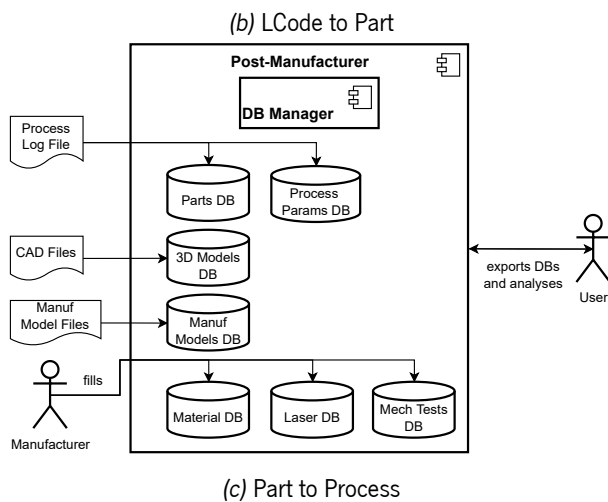 (b) LCode to Part
Post-Manufacturer
DB Manager
Process
Log File
Parts DB
Process
Params DB
CAD Files
3D Models
DB
Manuf
Model Files
Manuf
Models DB
exports DBs
and analyses
User
fills
Manufacturer
Material DB
Laser DB
Mech Tests
DB
(c) Part to Process